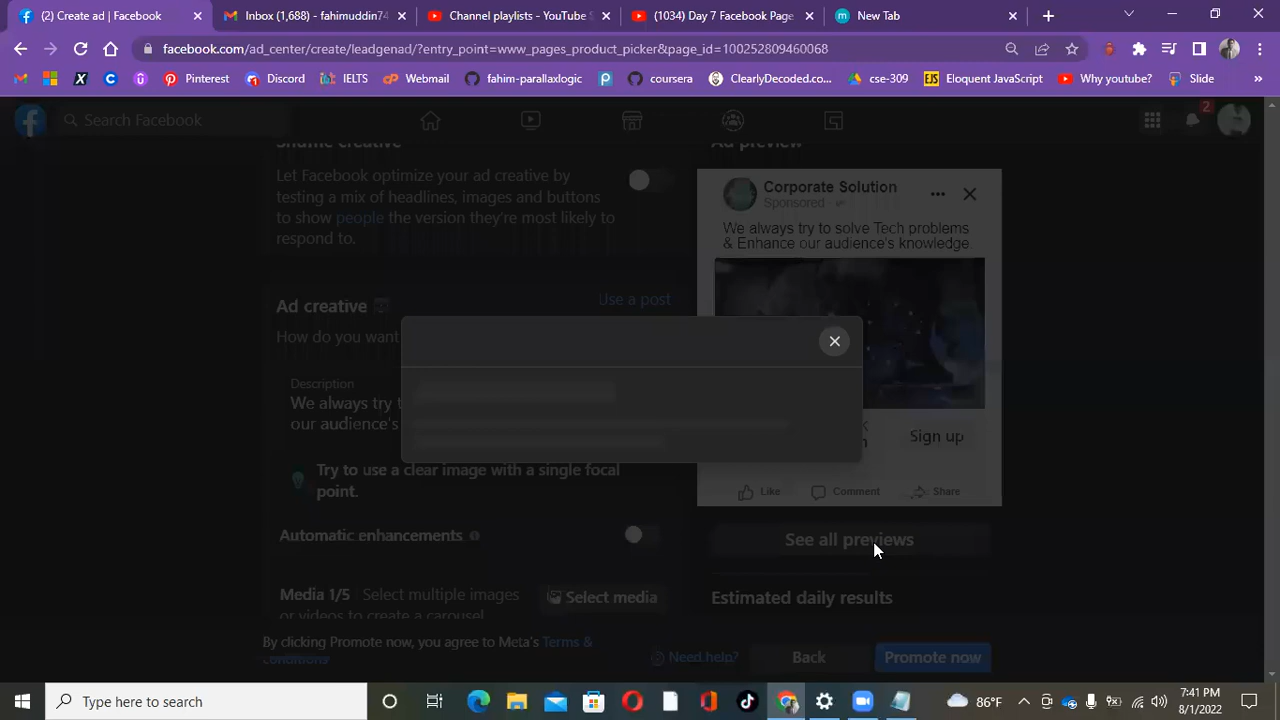 (2) Create ad | Facebook
Inbox (1,688) - fahimuddin74
Channel playlists - YouTube S
(1034) Day 7 Facebook Page
New Tab
facebook.com/ad_center/create/leadgenad/?entry_point=www_pages_product_picker&page_id=100252809460068
Pinterest
Discord
IELTS
Webmail
fahim-parallaxlogic
coursera
ClearlyDecoded.co...
cse-309
EJS
Eloquent JavaScript
Why youtube?
Slide
Search Facebook
2
Let Facebook optimize your ad creative by
testing a mix of headlines, images and buttons
to show people the version they're most likely to
respond to.
Ad creative
Use a post
How do you want
Description
We always try t
our audience's
Try to use a clear image with a single focal
point.
Automatic enhancements
Media 1/5
Select multiple images
or videos to create a carousel
Select media
By clicking Promote now, you agree to Meta's Terms &
conditions
Ad preview
Corporate Solution
Sponsored
We always try to solve Tech problems
& Enhance our audience's knowledge.
Sign up
Like
Comment
Share
See all previews
Estimated daily results
Need help?
Back
Promote now
Type here to search
86°F
7:41 PM
8/1/2022